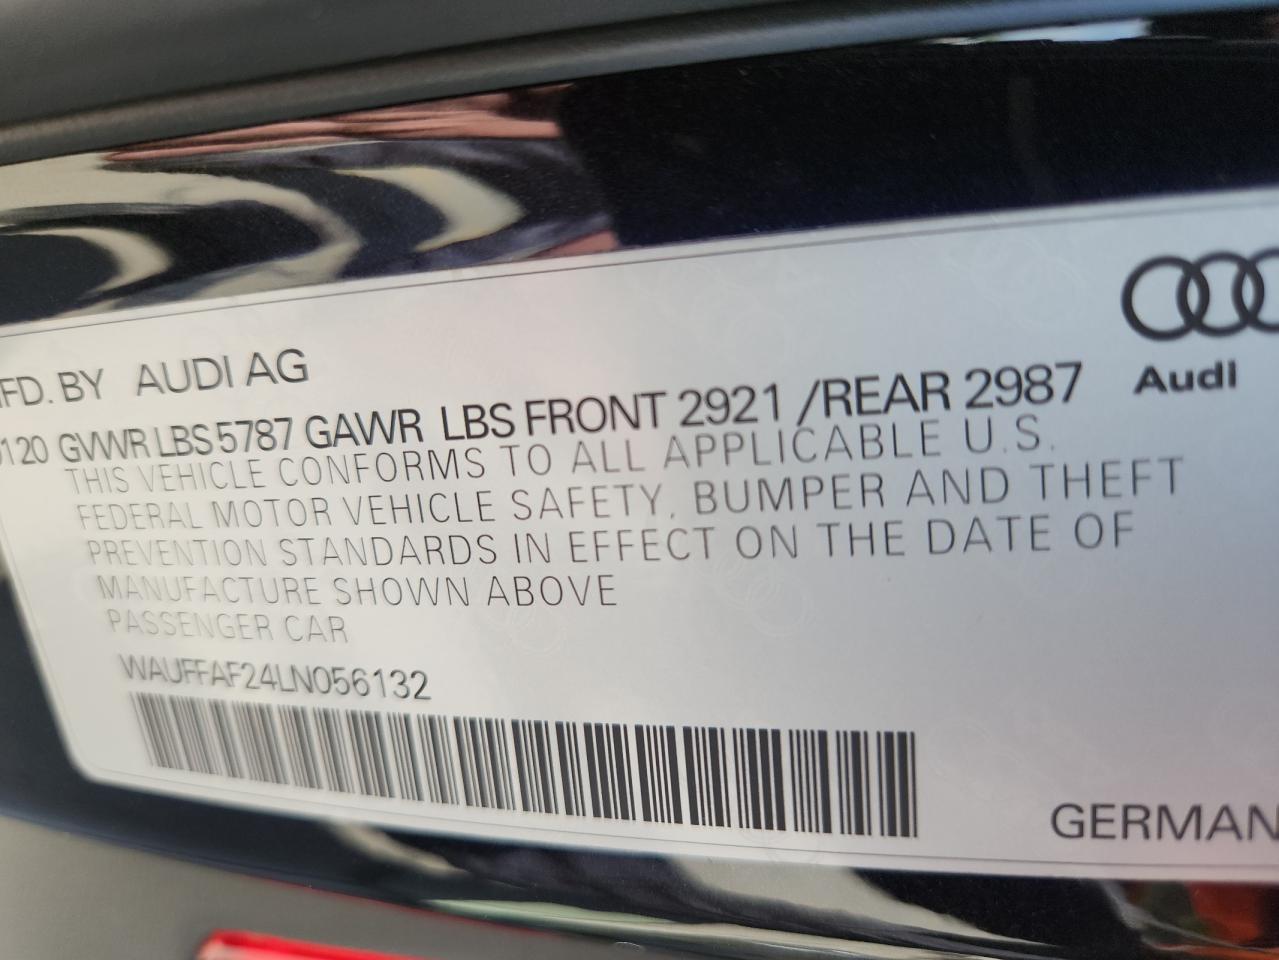 MFD. BY AUDI AG
Audi
0120 GVWR LBS 5787 GAWR LBS FRONT 2921 /REAR 2987
THIS VEHICLE CONFORMS TO ALL APPLICABLE U.S.
FEDERAL MOTOR VEHICLE SAFETY, BUMPER AND THEFT
PREVENTION STANDARDS IN EFFECT ON THE DATE OF
MANUFACTURE SHOWN ABOVE
PASSENGER CAR
WAUFFAF24LN056132
GERMAN